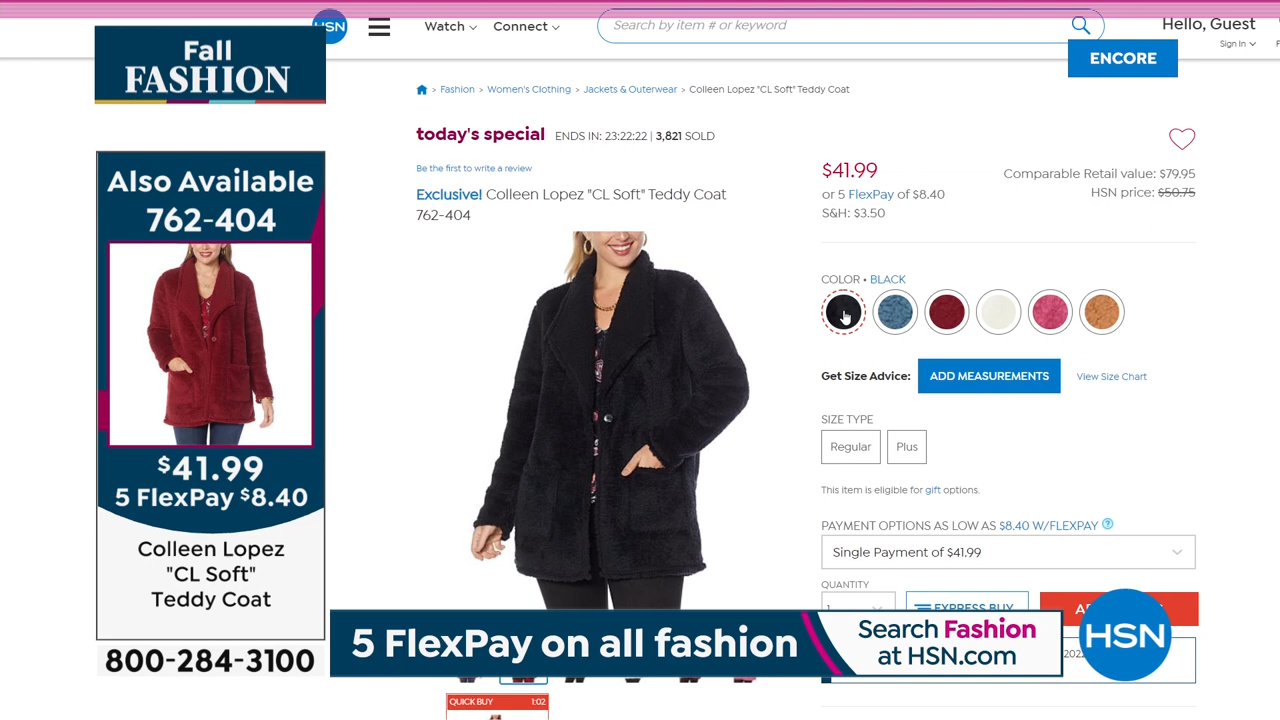 HSN
Watch
Connect
Search by item # or keyword
Hello, Guest
Sign In
ENCORE
Fall
FASHION
Fashion > Women's Clothing > Jackets & Outerwear > Colleen Lopez "CL Soft" Teddy Coat
today's special ENDS IN: 23:22:22 | 3,821 SOLD
Be the first to write a review
Exclusive! Colleen Lopez "CL Soft" Teddy Coat
762-404
$41.99
Comparable Retail value: $79.95
or 5 FlexPay of $8.40
HSN price: $50.75
S&H: $3.50
COLOR • BLACK
Get Size Advice:
ADD MEASUREMENTS
View Size Chart
SIZE TYPE
Regular
Plus
This item is eligible for gift options.
PAYMENT OPTIONS AS LOW AS $8.40 W/FLEXPAY ?
Single Payment of $41.99
QUANTITY
1
EXPRESS BUY
Also Available
762-404
$41.99
5 FlexPay $8.40
Colleen Lopez
"CL Soft"
Teddy Coat
800-284-3100
5 FlexPay on all fashion
Search Fashion
at HSN.com
HSN
QUICK BUY 1:02